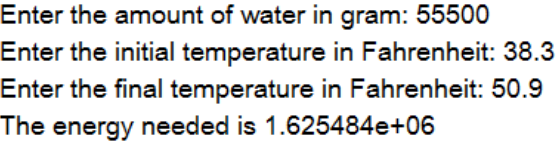 Enter the amount of water in gram: 55500
Enter the initial temperature in Fahrenheit: 38.3
Enter the final temperature in Fahrenheit: 50.9
The energy needed is 1.625484e+06